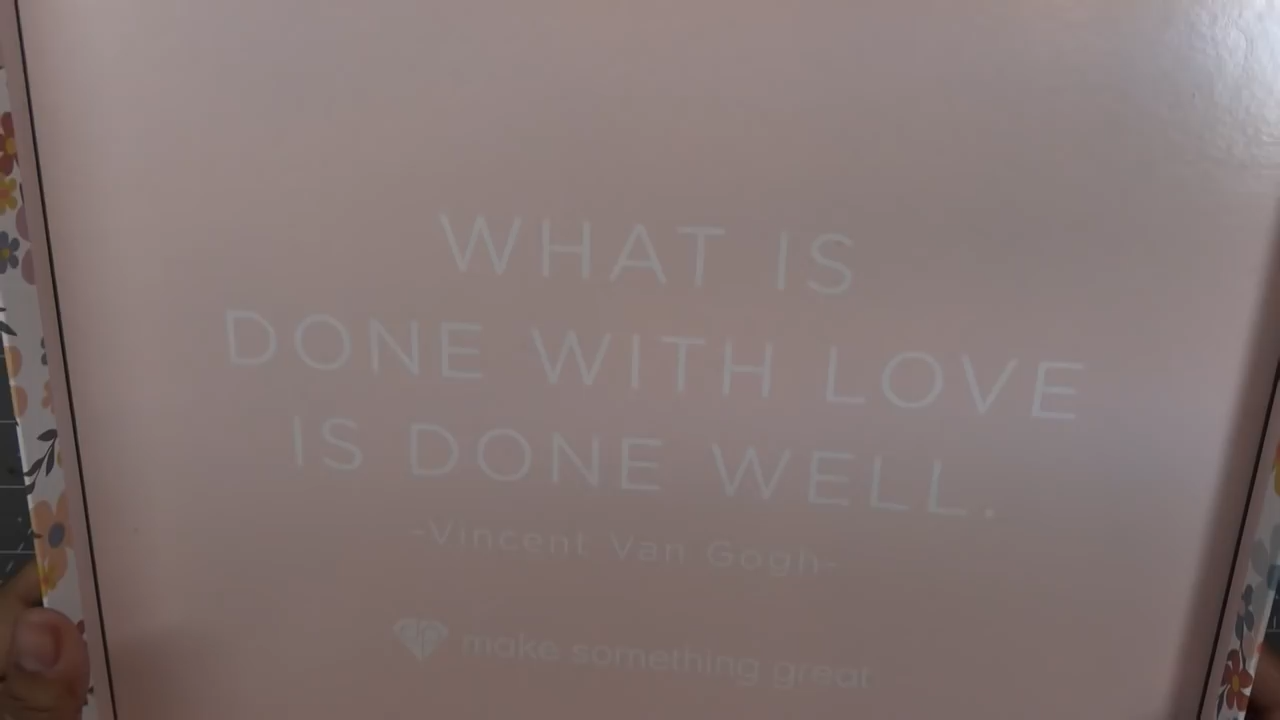 WHAT IS
DONE WITH LOVE
IS DONE WELL.
-Vincent Van Gogh-
make something great